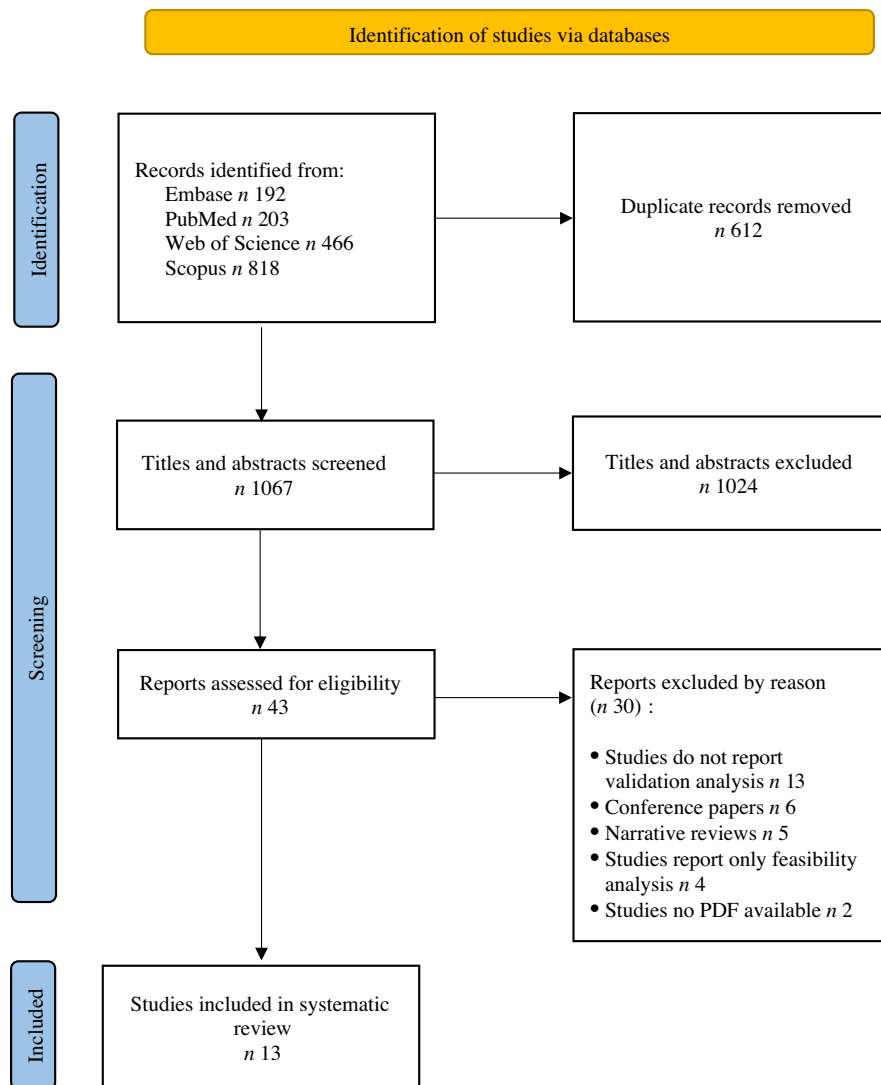 Identification of studies via databases
Identification
Records identified from:
Embase n 192
PubMed n 203
Web of Science n 466
Scopus n 818
Duplicate records removed
n 612
Screening
Titles and abstracts screened
n 1067
Titles and abstracts excluded
n 1024
Reports assessed for eligibility
n 43
Reports excluded by reason
(n 30) :
• Studies do not report
validation analysis n 13
• Conference papers n 6
• Narrative reviews n 5
• Studies report only feasibility
analysis n 4
• Studies no PDF available n 2
Included
Studies included in systematic
review
n 13